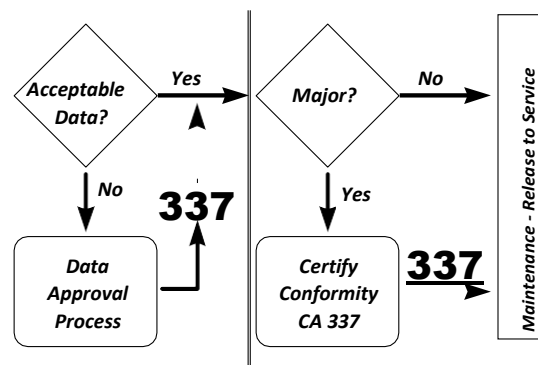 Acceptable
Data?
Yes
No
337
Data
Approval
Process
Major?
No
Yes
Certify
Conformity
CA 337
337
Maintenance - Release to Service